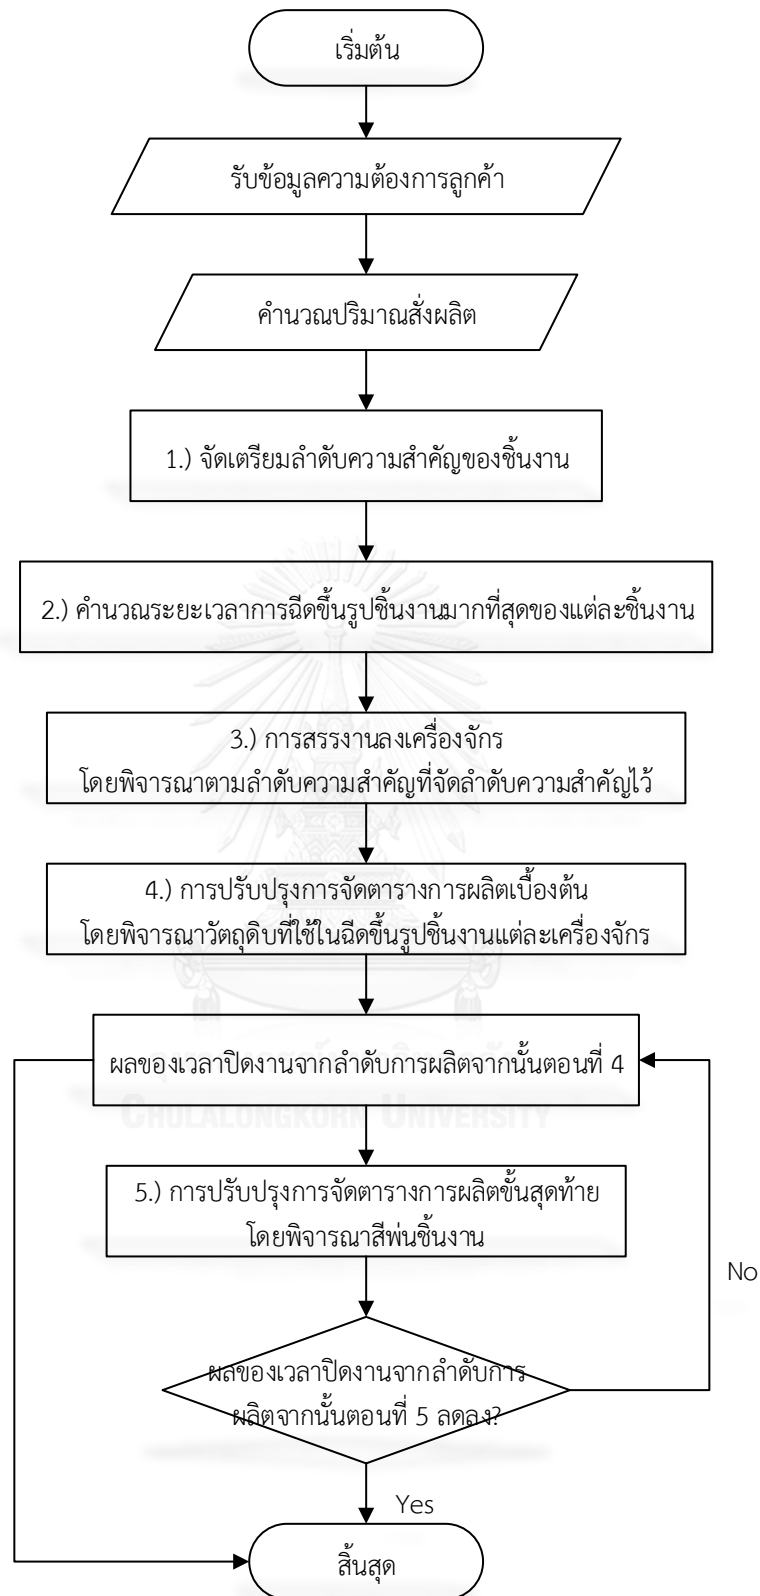 เริ่มต้น
รับข้อมูลความต้องการลูกค้า
คำนวณปริมาณสั่งผลิต
1.) จัดเตรียมลำดับความสำคัญของชิ้นงาน
2.) คำนวณระยะเวลาการฉีดขึ้นรูปชิ้นงานมากที่สุดของแต่ละชิ้นงาน
3.) การสรรงานลงเครื่องจักร
โดยพิจารณาตามลำดับความสำคัญที่จัดลำดับความสำคัญไว้
4.) การปรับปรุงการจัดตารางการผลิตเบื้องต้น
โดยพิจารณาวัตถุดิบที่ใช้ในฉีดขึ้นรูปชิ้นงานแต่ละเครื่องจักร
ผลของเวลาปิดงานจากลำดับการผลิตจากนั้นตอนที่ 4
CHULALONGKORN UNIVERSITY
5.) การปรับปรุงการจัดตารางการผลิตขั้นสุดท้าย
โดยพิจารณาสีพ่นชิ้นงาน
No
ผลของเวลาปิดงานจากลำดับการ
ผลิตจากนั้นตอนที่ 5 ลดลง?
Yes
สิ้นสุด